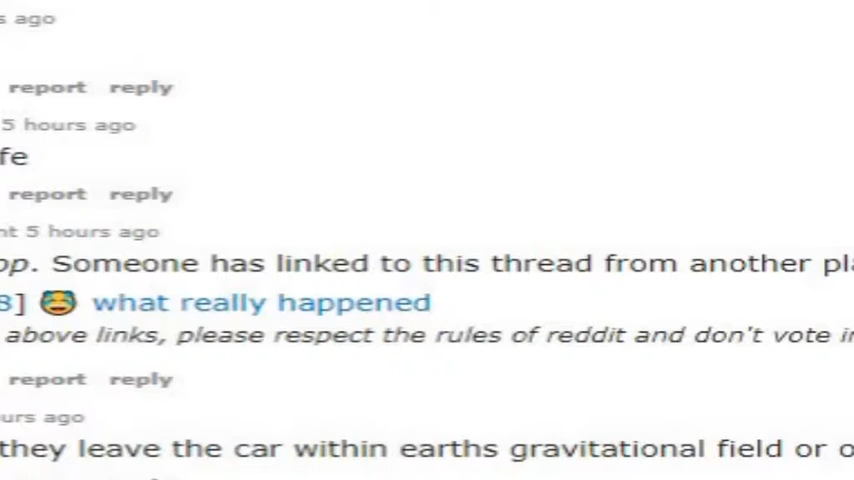 s ago
report reply
5 hours ago
fe
report reply
nt 5 hours ago
op. Someone has linked to this thread from another pla
8] 😂 what really happened
above links, please respect the rules of reddit and don't vote in
report reply
urs ago
they leave the car within earths gravitational field or o